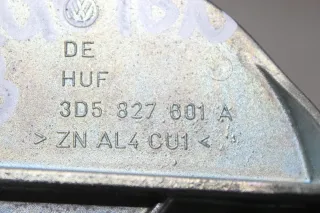 DE
HUF
3D5 827 601 A
>ZN AL4 CU1<